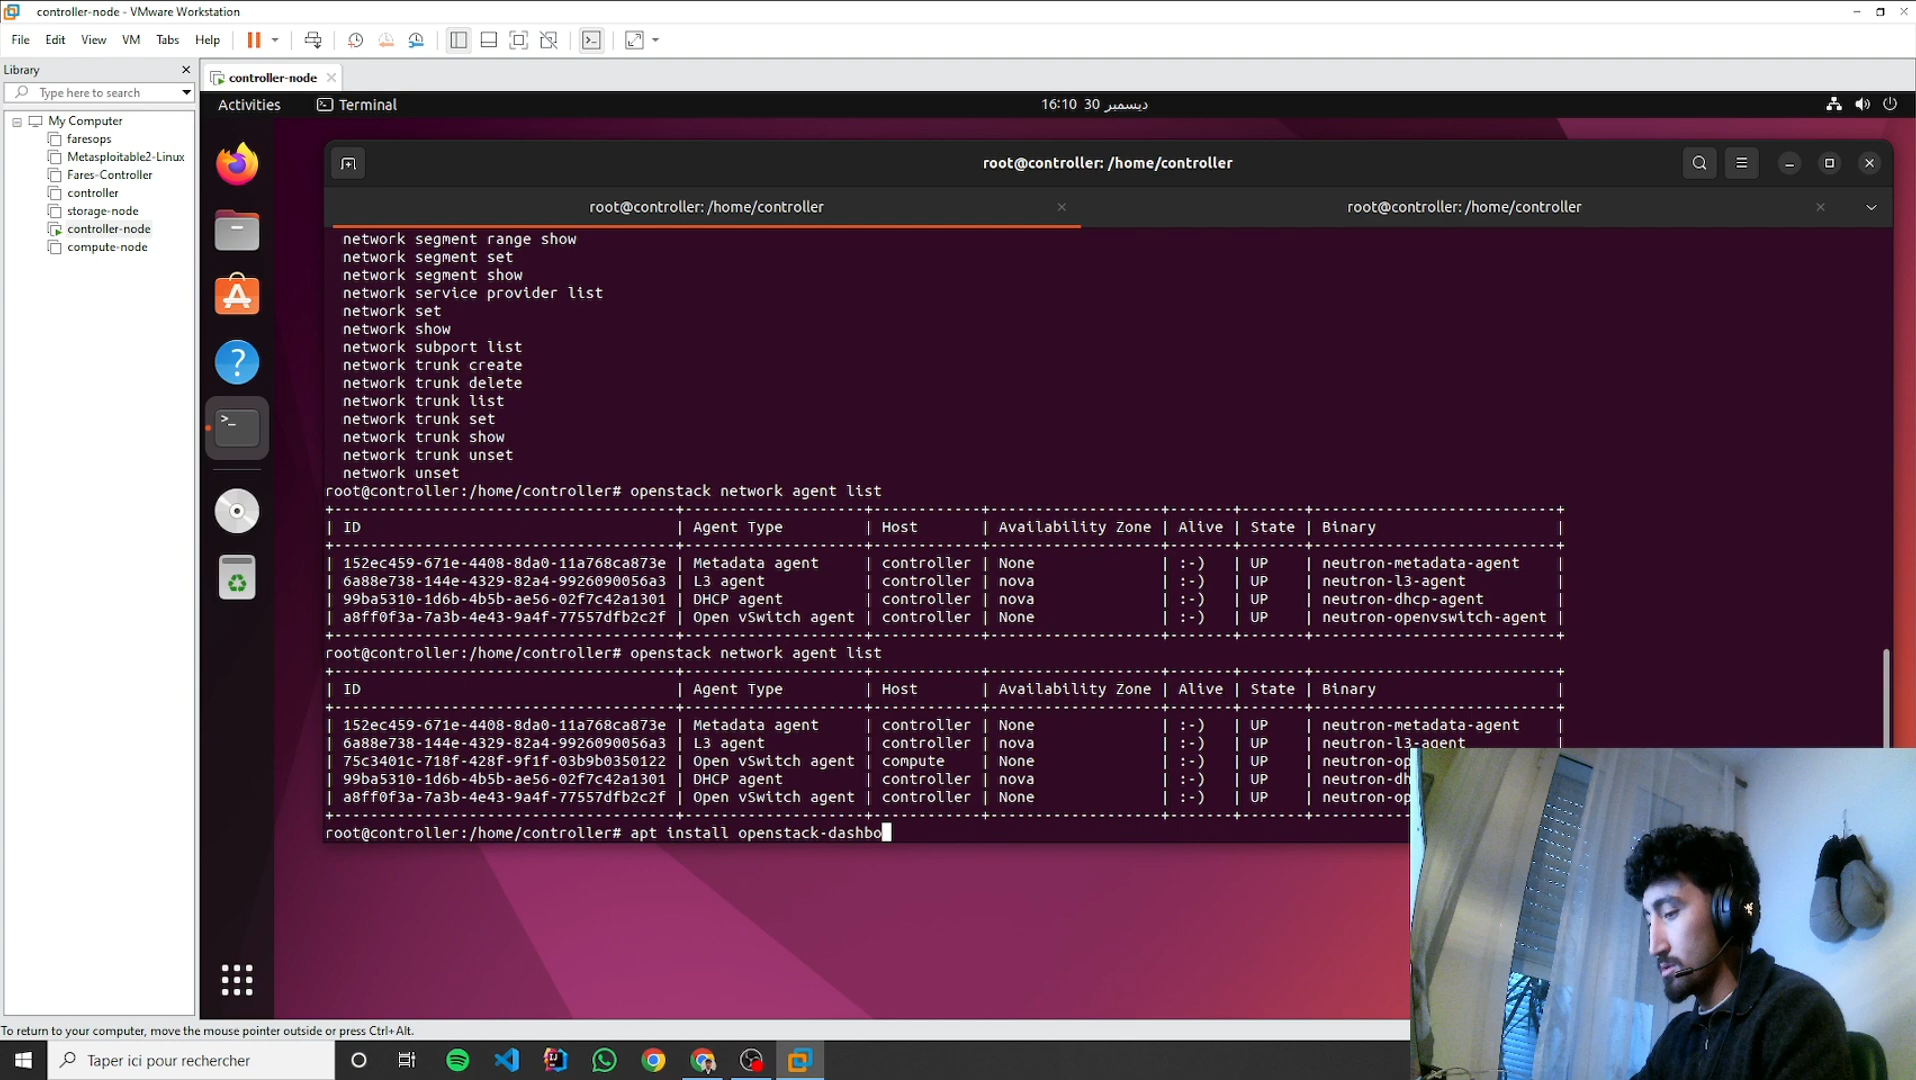 controller-node - VMware Workstation
File Edit View VM Tabs Help
Library
Type here to search
My Computer
faresops
Metasploitable2-Linux
Fares-Controller
controller
storage-node
controller-node
compute-node
controller-node
Activities Terminal 16:10 30 ديسمبر
root@controller: /home/controller
root@controller: /home/controller root@controller: /home/controller
network segment range show
network segment set
network segment show
network service provider list
network set
network show
network subport list
network trunk create
network trunk delete
network trunk list
network trunk set
network trunk show
network trunk unset
network unset
root@controller:/home/controller# openstack network agent list
| ID | Agent Type | Host | Availability Zone | Alive | State | Binary |
| 152ec459-671e-4408-8da0-11a768ca873e | Metadata agent | controller | None | :-) | UP | neutron-metadata-agent |
| 6a88e738-144e-4329-82a4-9926090056a3 | L3 agent | controller | nova | :-) | UP | neutron-l3-agent |
| 99ba5310-1d6b-4b5b-ae56-02f7c42a1301 | DHCP agent | controller | nova | :-) | UP | neutron-dhcp-agent |
| a8ff0f3a-7a3b-4e43-9a4f-77557dfb2c2f | Open vSwitch agent | controller | None | :-) | UP | neutron-openvswitch-agent |
root@controller:/home/controller# openstack network agent list
| ID | Agent Type | Host | Availability Zone | Alive | State | Binary |
| 152ec459-671e-4408-8da0-11a768ca873e | Metadata agent | controller | None | :-) | UP | neutron-metadata-agent |
| 6a88e738-144e-4329-82a4-9926090056a3 | L3 agent | controller | nova | :-) | UP | neutron-l3-agent
| 75c3401c-718f-428f-9f1f-03b9b0350122 | Open vSwitch agent | compute | None | :-) | UP | neutron-op
| 99ba5310-1d6b-4b5b-ae56-02f7c42a1301 | DHCP agent | controller | nova | :-) | UP | neutron-dh
| a8ff0f3a-7a3b-4e43-9a4f-77557dfb2c2f | Open vSwitch agent | controller | None | :-) | UP | neutron-op
root@controller:/home/controller# apt install openstack-dashbo
To return to your computer, move the mouse pointer outside or press Ctrl+Alt.
Taper ici pour rechercher